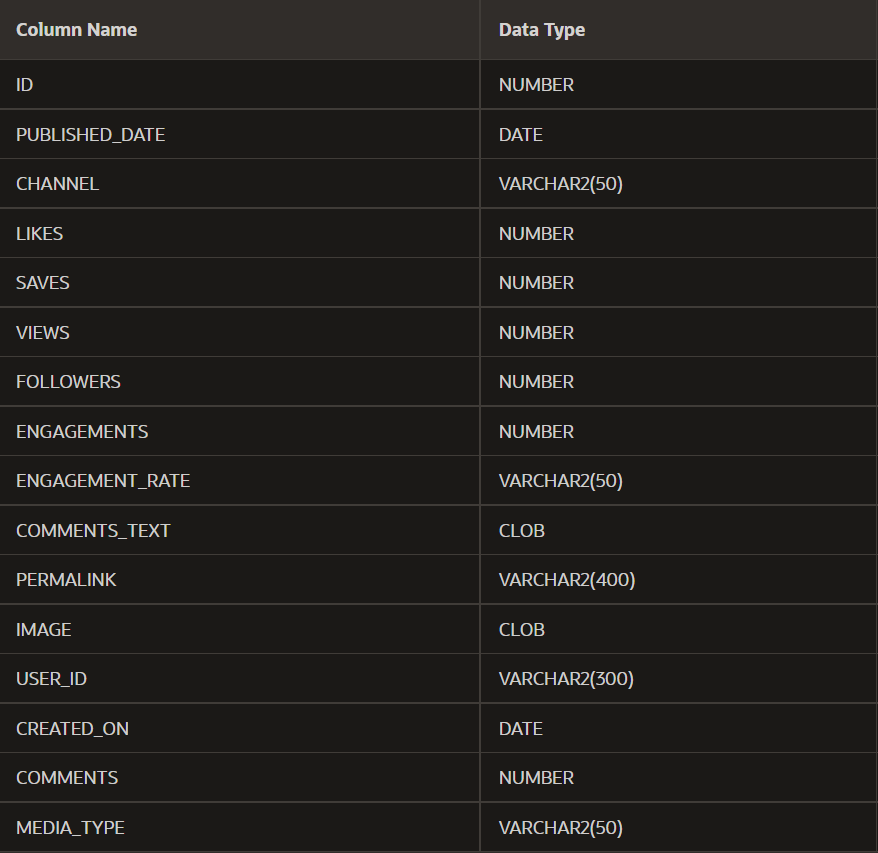 Column Name Data Type
ID NUMBER
PUBLISHED_DATE DATE
CHANNEL VARCHAR2(50)
LIKES NUMBER
SAVES NUMBER
VIEWS NUMBER
FOLLOWERS NUMBER
ENGAGEMENTS NUMBER
ENGAGEMENT_RATE VARCHAR2(50)
COMMENTS_TEXT CLOB
PERMALINK VARCHAR2(400)
IMAGE CLOB
USER_ID VARCHAR2(300)
CREATED_ON DATE
COMMENTS NUMBER
MEDIA_TYPE VARCHAR2(50)